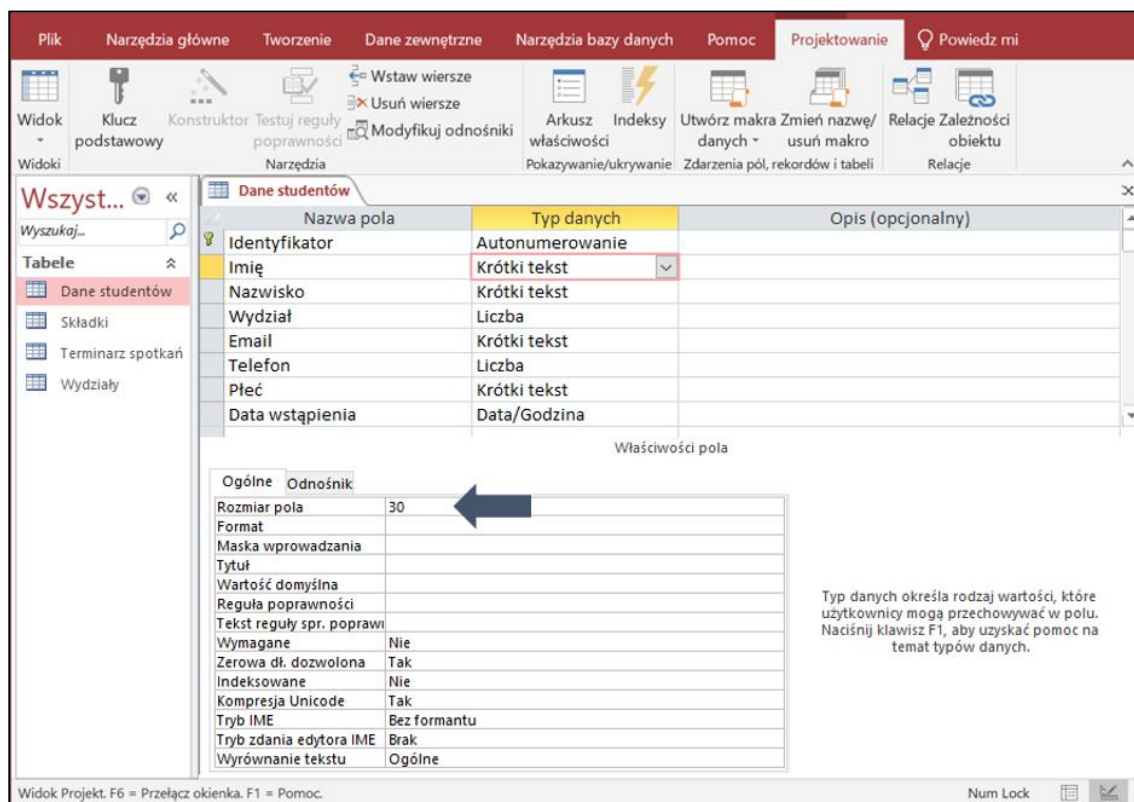 Plik Narzędzia główne Tworzenie Dane zewnętrzne Narzędzia bazy danych Pomoc Projektowanie Powiedz mi
Widok
Klucz podstawowy
Konstruktor
Testuj reguły poprawności
Wstaw wiersze
Usuń wiersze
Modyfikuj odnośniki
Arkusz właściwości
Indeksy
Utwórz makra danych
Zmień nazwę/ usuń makro
Relacje
Zależności obiektu
Widoki Narzędzia Pokazywanie/ukrywanie Zdarzenia pól, rekordów i tabeli Relacje
Wszyst... «
Wyszukaj...
Tabele
Dane studentów
Składki
Terminarz spotkań
Wydziały
Dane studentów
Nazwa pola Typ danych Opis (opcjonalny)
Identyfikator Autonumerowanie
Imię Krótki tekst
Nazwisko Krótki tekst
Wydział Liczba
Email Krótki tekst
Telefon Liczba
Płeć Krótki tekst
Data wstąpienia Data/Godzina
Właściwości pola
Ogólne Odnośnik
Rozmiar pola 30
Format
Maska wprowadzania
Tytuł
Wartość domyślna
Reguła poprawności
Tekst reguły spr. poprawn
Wymagane Nie
Zerowa dł. dozwolona Tak
Indeksowane Nie
Kompresja Unicode Tak
Tryb IME Bez formantu
Tryb zdania edytora IME Brak
Wyrównanie tekstu Ogólne
Typ danych określa rodzaj wartości, które
użytkownicy mogą przechowywać w polu.
Naciśnij klawisz F1, aby uzyskać pomoc na
temat typów danych.
Widok Projekt. F6 = Przełącz okienka. F1 = Pomoc. Num Lock